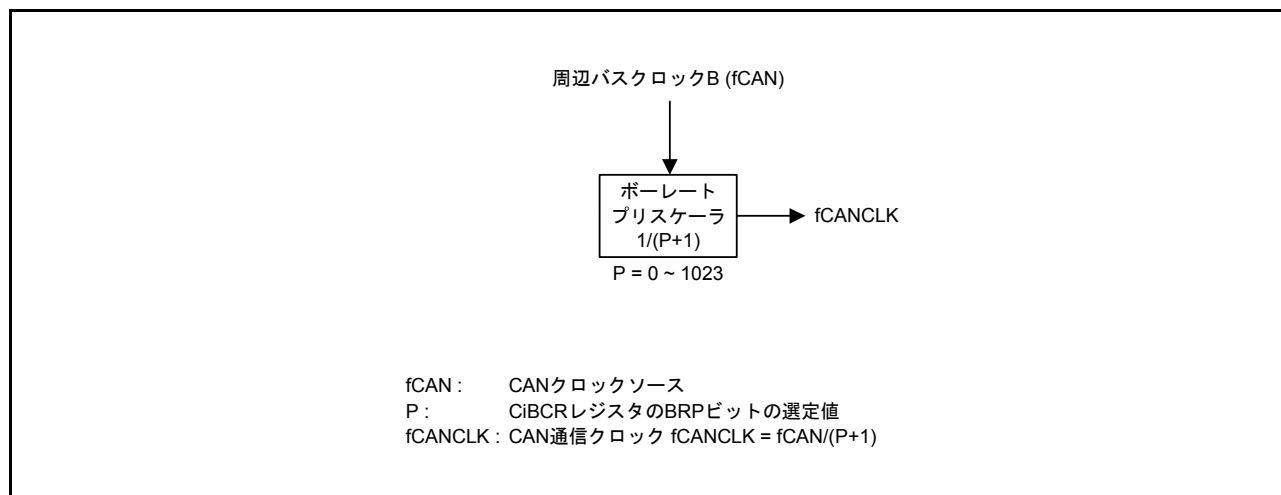 周辺バスクロックB (fCAN)
ボーレート
プリスケーラ
1/(P+1)
fCANCLK
P = 0 ~ 1023
fCAN : CANクロックソース
P : CiBCRレジスタのBRPビットの選定値
fCANCLK : CAN通信クロック fCANCLK = fCAN/(P+1)